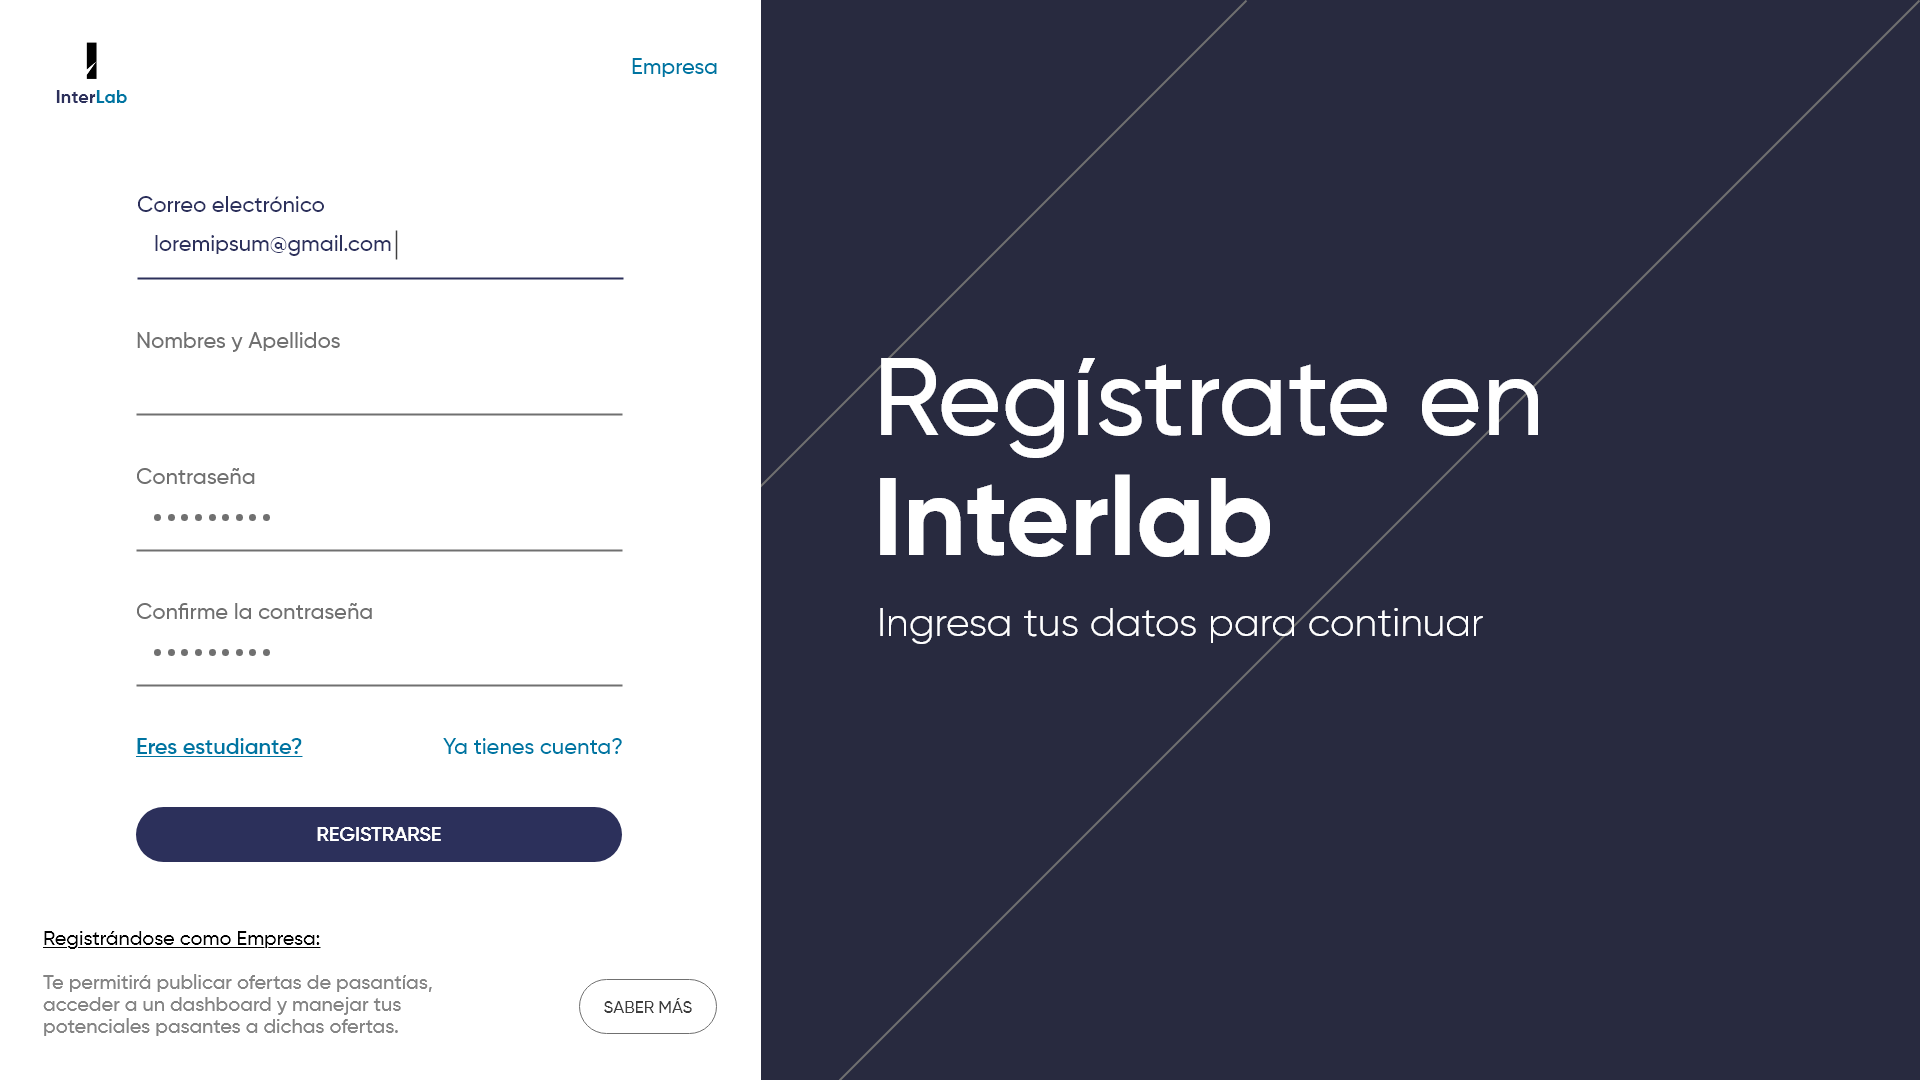 InterLab
Empresa
Correo electrónico
loremipsum@gmail.com
Nombres y Apellidos
Contraseña
•••••••••
Confirme la contraseña
•••••••••
Eres estudiante?
Ya tienes cuenta?
REGISTRARSE
Registrándose como Empresa:
Te permitirá publicar ofertas de pasantías,
acceder a un dashboard y manejar tus
potenciales pasantes a dichas ofertas.
SABER MÁS
Regístrate en
Interlab
Ingresa tus datos para continuar